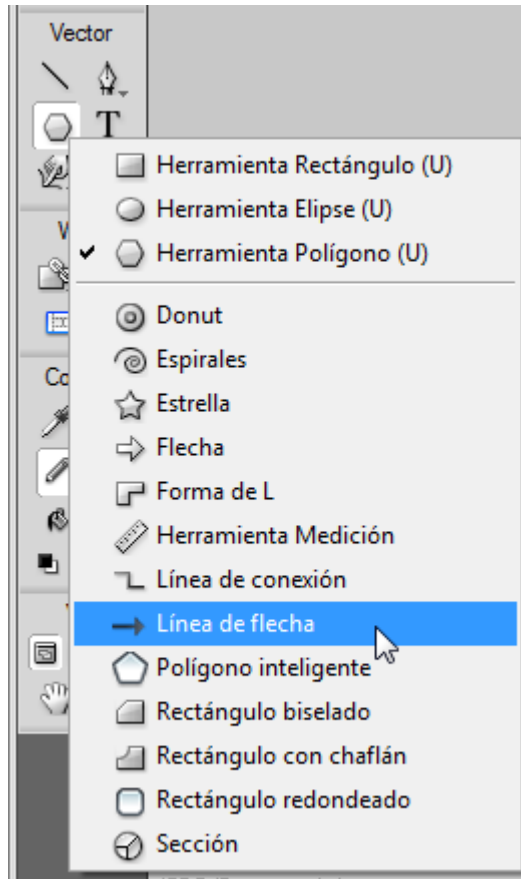 Vector
T
Herramienta Rectángulo (U)
Herramienta Elipse (U)
Herramienta Polígono (U)
Donut
Espirales
Estrella
Flecha
Forma de L
Herramienta Medición
Línea de conexión
Línea de flecha
Polígono inteligente
Rectángulo biselado
Rectángulo con chaflán
Rectángulo redondeado
Sección